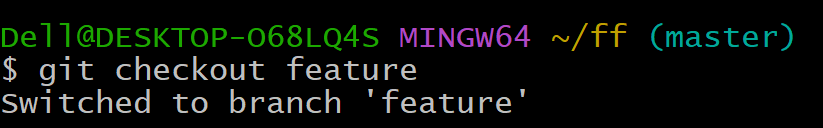 Dell@DESKTOP-O68LQ4S MINGW64 ~/ff (master)
$ git checkout feature
Switched to branch 'feature'